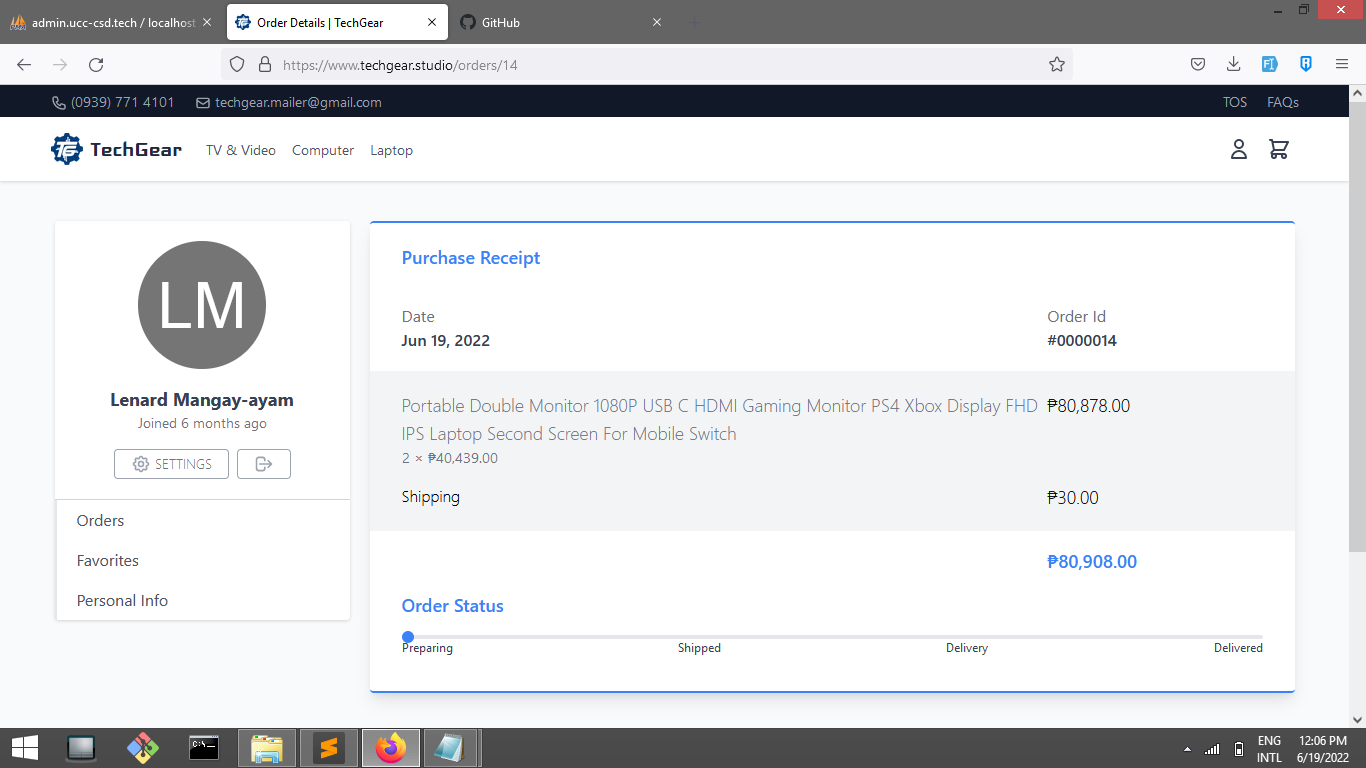 admin.ucc-csd.tech / localhost
Order Details | TechGear
GitHub
https://www.techgear.studio/orders/14
(0939) 771 4101
techgear.mailer@gmail.com
TOS
FAQs
TechGear
TV & Video
Computer
Laptop
LM
Lenard Mangay-ayam
Joined 6 months ago
SETTINGS
Orders
Favorites
Personal Info
Purchase Receipt
Date
Order Id
Jun 19, 2022
#0000014
Portable Double Monitor 1080P USB C HDMI Gaming Monitor PS4 Xbox Display FHD
₱80,878.00
IPS Laptop Second Screen For Mobile Switch
2 × ₱40,439.00
Shipping
₱30.00
₱80,908.00
Order Status
Preparing
Shipped
Delivery
Delivered
ENG
12:06 PM
INTL
6/19/2022